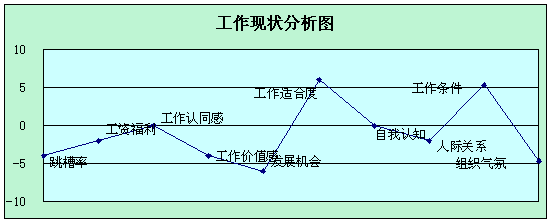 工作现状分析图
10
5
0
-5
-10
跳槽率
工资福利
工作认同感
工作价值感
发展机会
工作适合度
自我认知
人际关系
工作条件
组织气氛